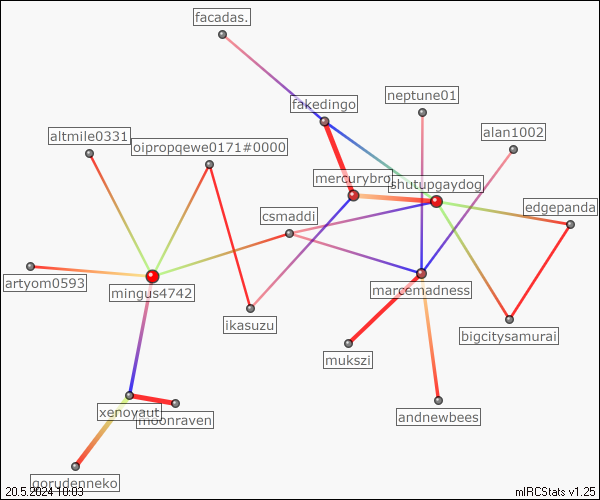 facadas.
fakedingo
neptune01
altmile0331
oipropqewe0171#0000
alan1002
mercurybro
shutupgaydog
csmaddi
edgepanda
artyom0593
mingus4742
marcemadness
ikasuzu
bigcitysamurai
mukszi
xenoyaut
moonraven
andnewbees
gorudenneko
20.5.2024 10:03
mIRCStats v1.25